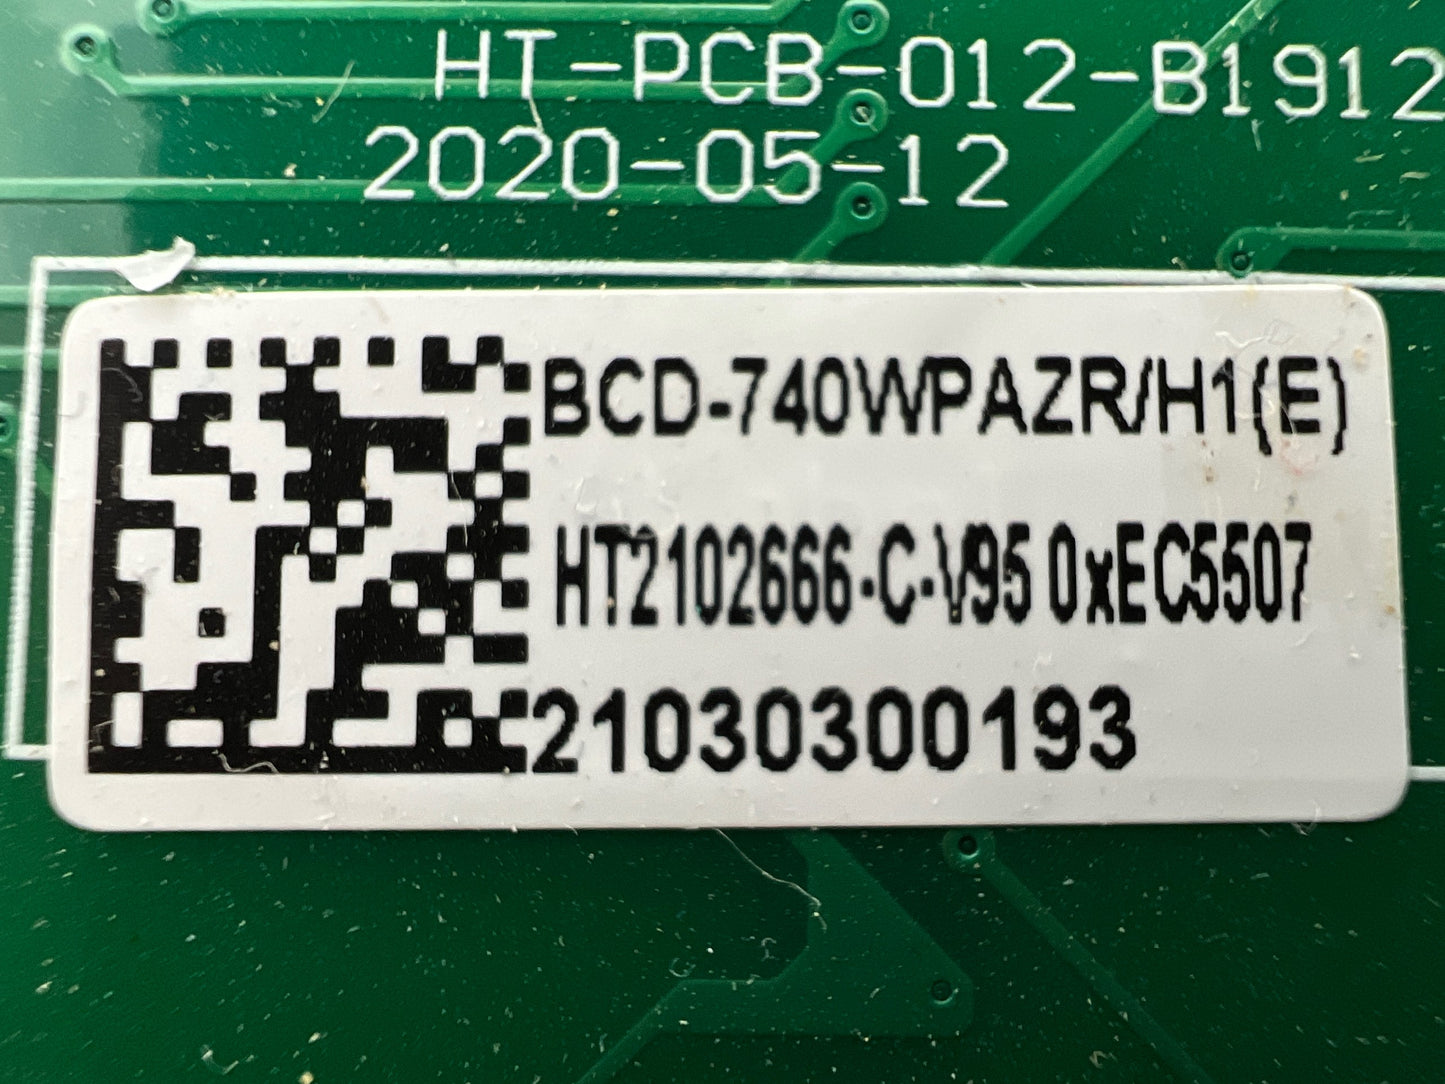 HT-PCB-012-B1912
2020-05-12
BCD-740WPAZR/H1(E)
HT2102666-C-V95 0xEC5507
21030300193